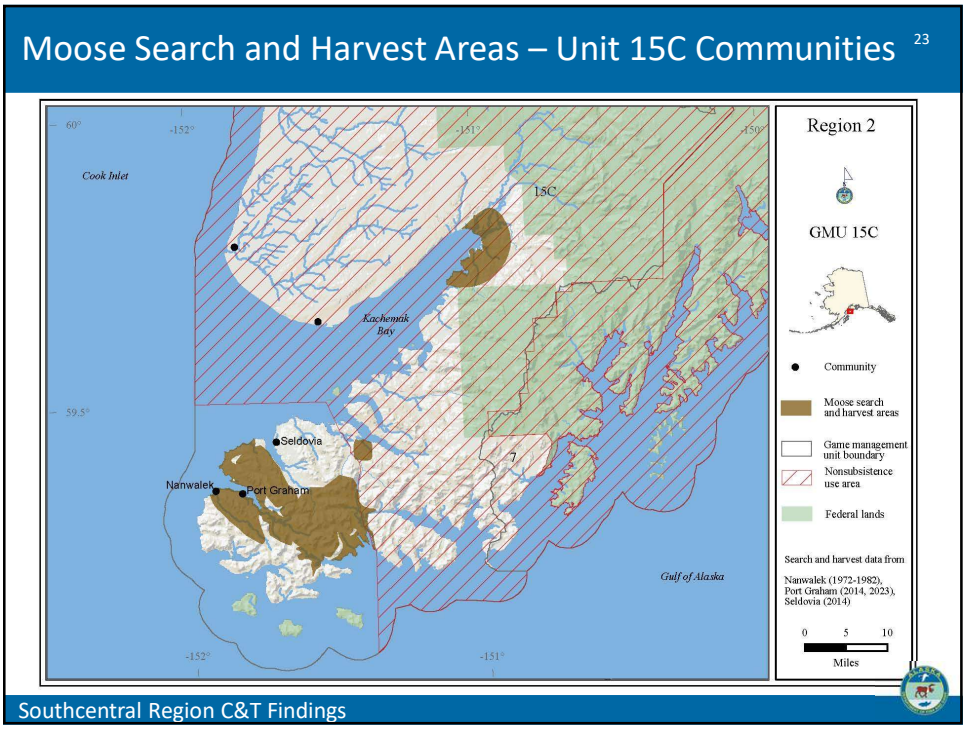 Moose Search and Harvest Areas – Unit 15C Communities
23
60°
-152°
-151°
-150°
Cook Inlet
15C
Kachemak
Bay
59.5°
Seldovia
Nanwalek
Port Graham
7
Gulf of Alaska
-152°
-151°
Region 2
GMU 15C
Community
Moose search
and harvest areas
Game management
unit boundary
Nonsubsistence
use area
Federal lands
Search and harvest data from
Nanwalek (1972-1982),
Port Graham (2014, 2023),
Seldovia (2014)
0 5 10
Miles
ALASKA
Southcentral Region C&T Findings